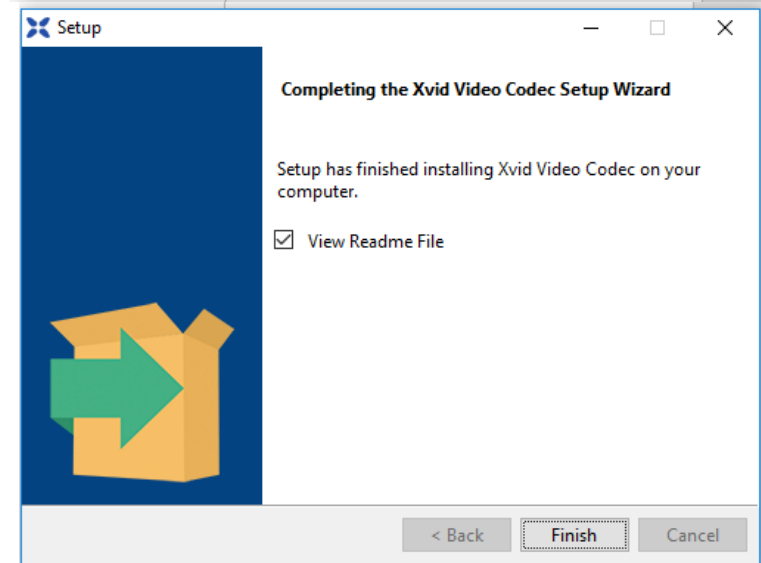 Setup
Completing the Xvid Video Codec Setup Wizard
Setup has finished installing Xvid Video Codec on your
computer.
View Readme File
< Back Finish Cancel